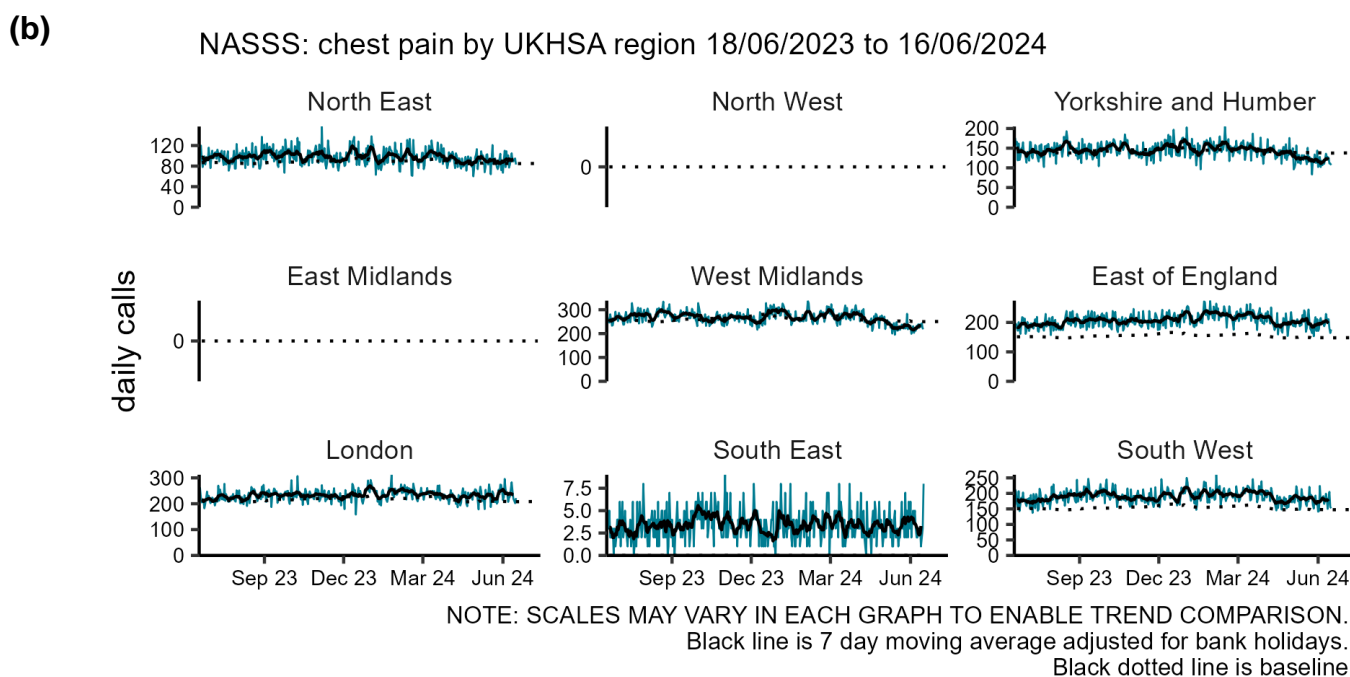 (b)
NASSS: chest pain by UKHSA region 18/06/2023 to 16/06/2024
North East
120
80
40
0
North West
0
Yorkshire and Humber
200
150
100
50
0
daily calls
East Midlands
0
West Midlands
300
200
100
0
East of England
200
100
0
London
300
200
100
0
Sep 23 Dec 23 Mar 24 Jun 24
South East
7.5
5.0
2.5
0.0
Sep 23 Dec 23 Mar 24 Jun 24
South West
250
200
150
100
50
0
Sep 23 Dec 23 Mar 24 Jun 24
NOTE: SCALES MAY VARY IN EACH GRAPH TO ENABLE TREND COMPARISON.
Black line is 7 day moving average adjusted for bank holidays.
Black dotted line is baseline